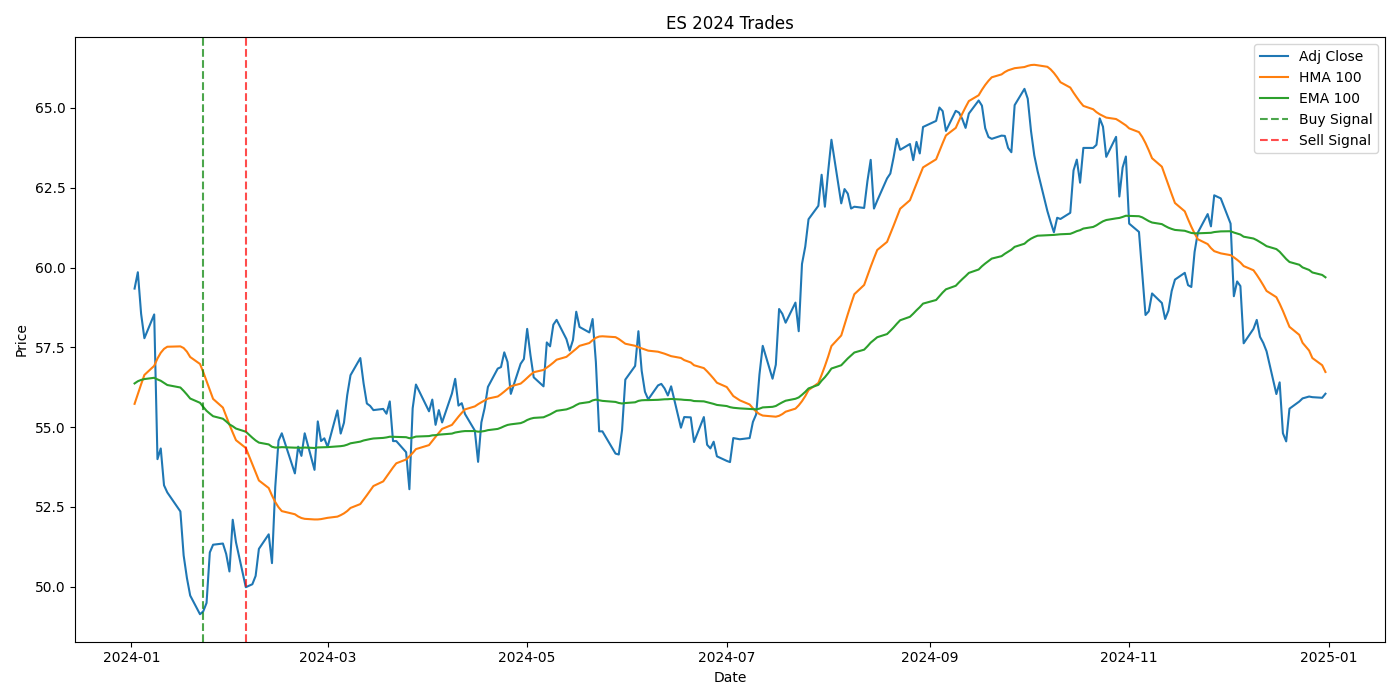 ES 2024 Trades
Adj Close
HMA 100
EMA 100
Buy Signal
Sell Signal
Price
65.0
62.5
60.0
57.5
55.0
52.5
50.0
2024-01
2024-03
2024-05
2024-07
2024-09
2024-11
2025-01
Date